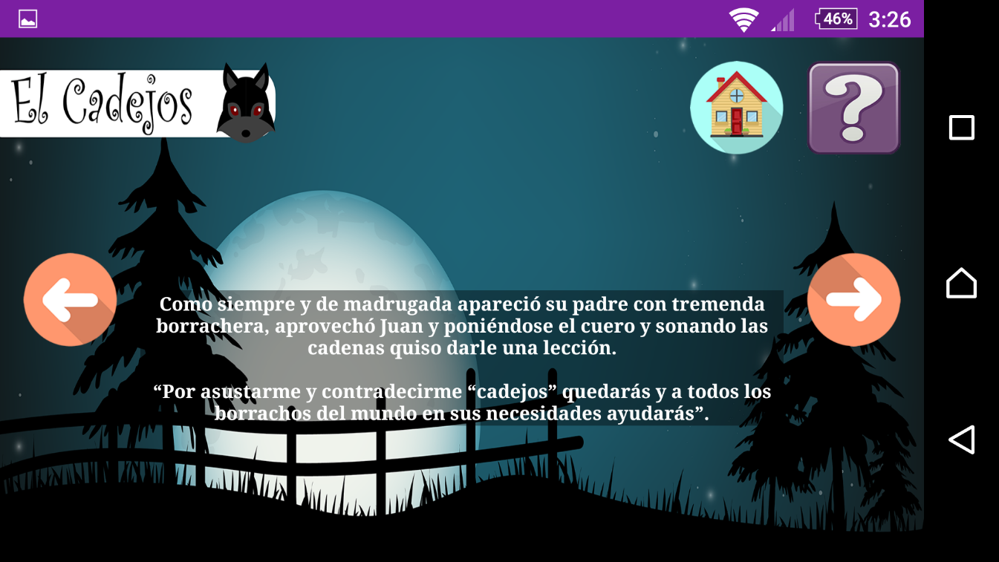 46% 3:26
El Cadejos
?
Como siempre y de madrugada apareció su padre con tremenda
borrachera, aprovechó Juan y poniéndose el cuero y sonando las
cadenas quiso darle una lección.
“Por asustarme y contradecirme “cadejos” quedarás y a todos los
borrachos del mundo en sus necesidades ayudarás”.